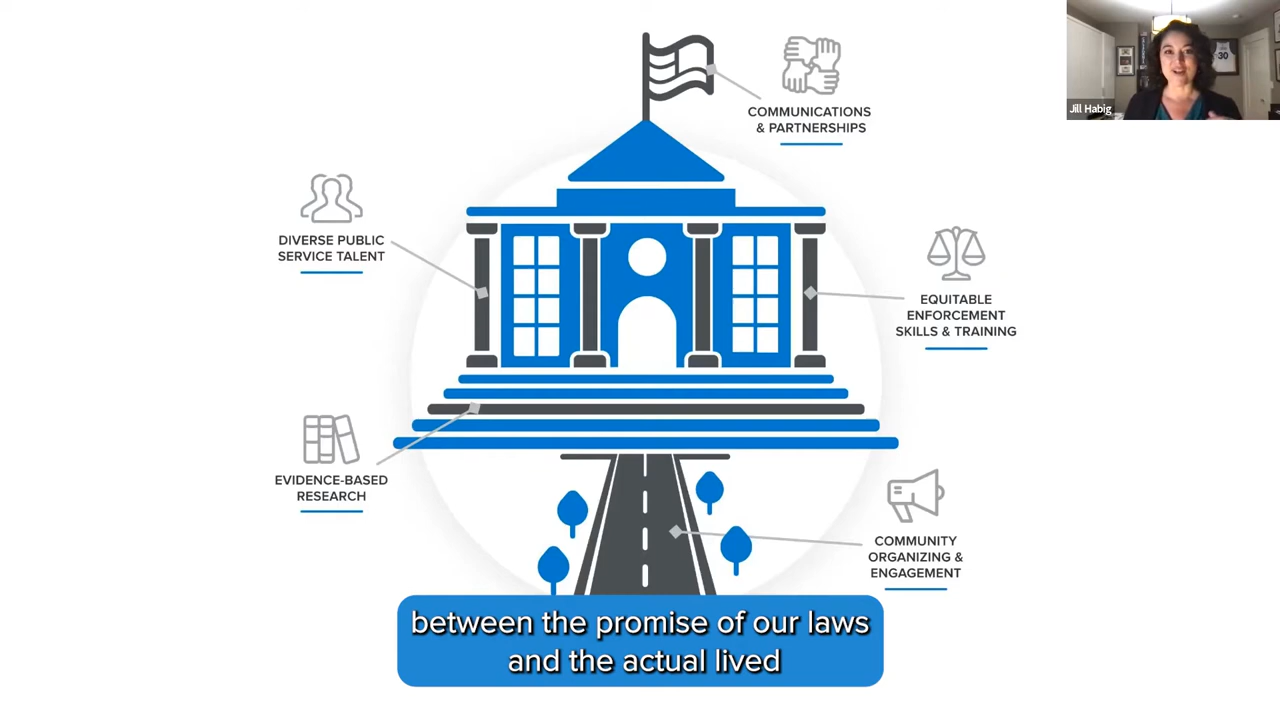 COMMUNICATIONS
& PARTNERSHIPS
Jill Habig
30
DIVERSE PUBLIC
SERVICE TALENT
EQUITABLE
ENFORCEMENT
SKILLS & TRAINING
EVIDENCE-BASED
RESEARCH
COMMUNITY
ORGANIZING &
ENGAGEMENT
between the promise of our laws
and the actual lived